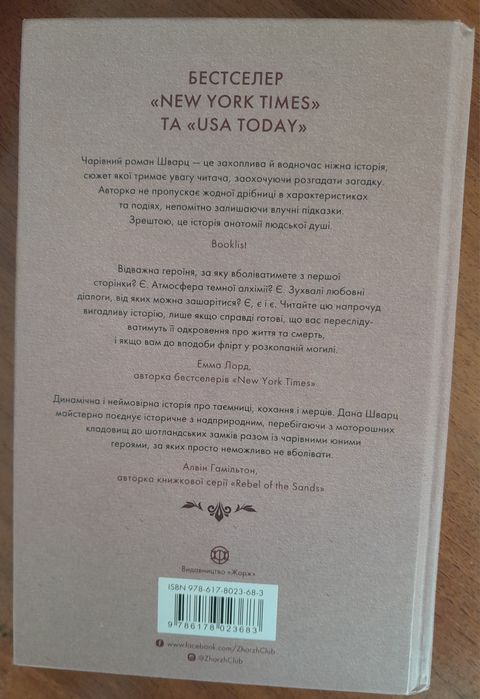 БЕСТСЕЛЕР
«NEW YORK TIMES»
ТА «USA TODAY»
Чарівний роман Шварц — це захоплива й водночас ніжна історія,
сюжет якої тримає увагу читача, заохочуючи розгадати загадку.
Авторка не пропускає жодної дрібниці в характеристиках
та подіях, непомітно залишаючи влучні підказки.
Зрештою, це історія анатомії людської душі.
Booklist
Відважна героїня, за яку вболіватимете з першої
сторінки? Є. Атмосфера темної алхімії? Є. Зухвалі любовні
діалоги, від яких можна зашарітися? Є, є і є. Читайте цю напрочуд
вигадливу історію, лише якщо справді готові, що вас пересліду-
ватимуть її одкровення про життя та смерть,
і якщо вам до вподоби флірт у розкопаній могилі.
Емма Лорд,
авторка бестселерів «New York Times»
Динамічна і неймовірна історія про таємниці, кохання і мерців. Дана Шварц
майстерно поєднує історичне з надприродним, перебігаючи з моторошних
кладовищ до шотландських замків разом із чарівними юними
героями, за яких просто неможливо не вболівати.
Алвін Гамільтон,
авторка книжкової серії «Rebel of the Sands»
Видавництво «Жорж»
ISBN 978-617-8023-68-3
9 786178 023683
www.facebook.com/ZhorzhClub
@ZhorzhClub